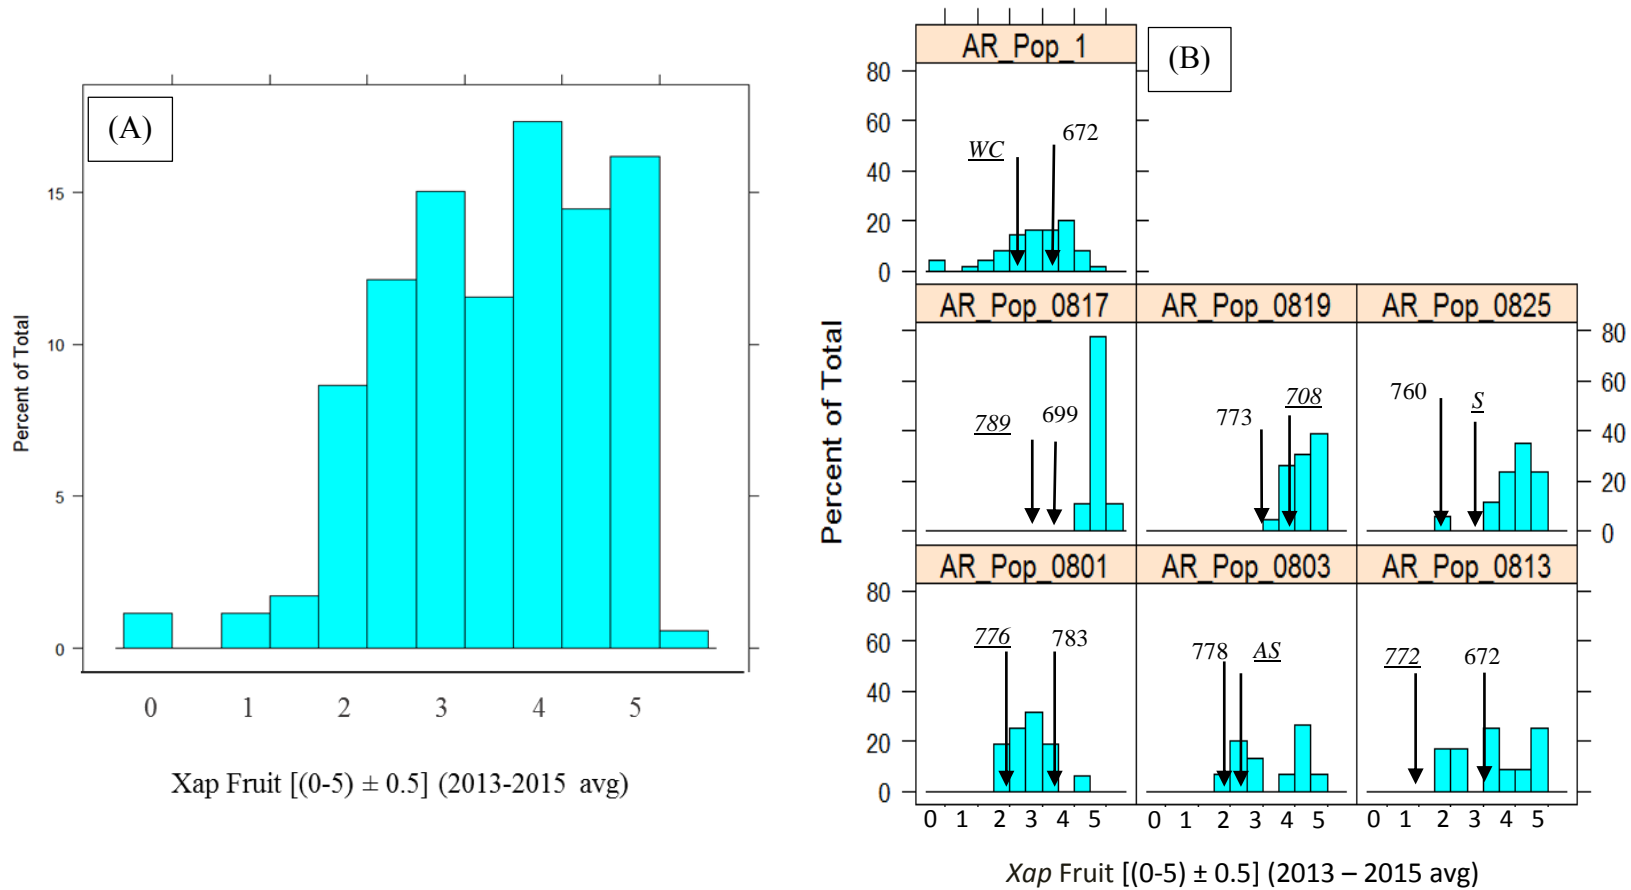 (A)
Percent of Total
15
10
5
0
0 1 2 3 4 5
Xap Fruit [(0-5) ± 0.5] (2013-2015 avg)
(B)
Percent of Total
AR_Pop_1
80
60
40
20
0
WC
672
AR_Pop_0817
789
699
AR_Pop_0819
773
708
AR_Pop_0825
760
S
80
60
40
20
0
AR_Pop_0801
80
60
40
20
0
776
783
AR_Pop_0803
778
AS
AR_Pop_0813
772
672
0 1 2 3 4 5
0 1 2 3 4 5
0 1 2 3 4 5
Xap Fruit [(0-5) ± 0.5] (2013 – 2015 avg)